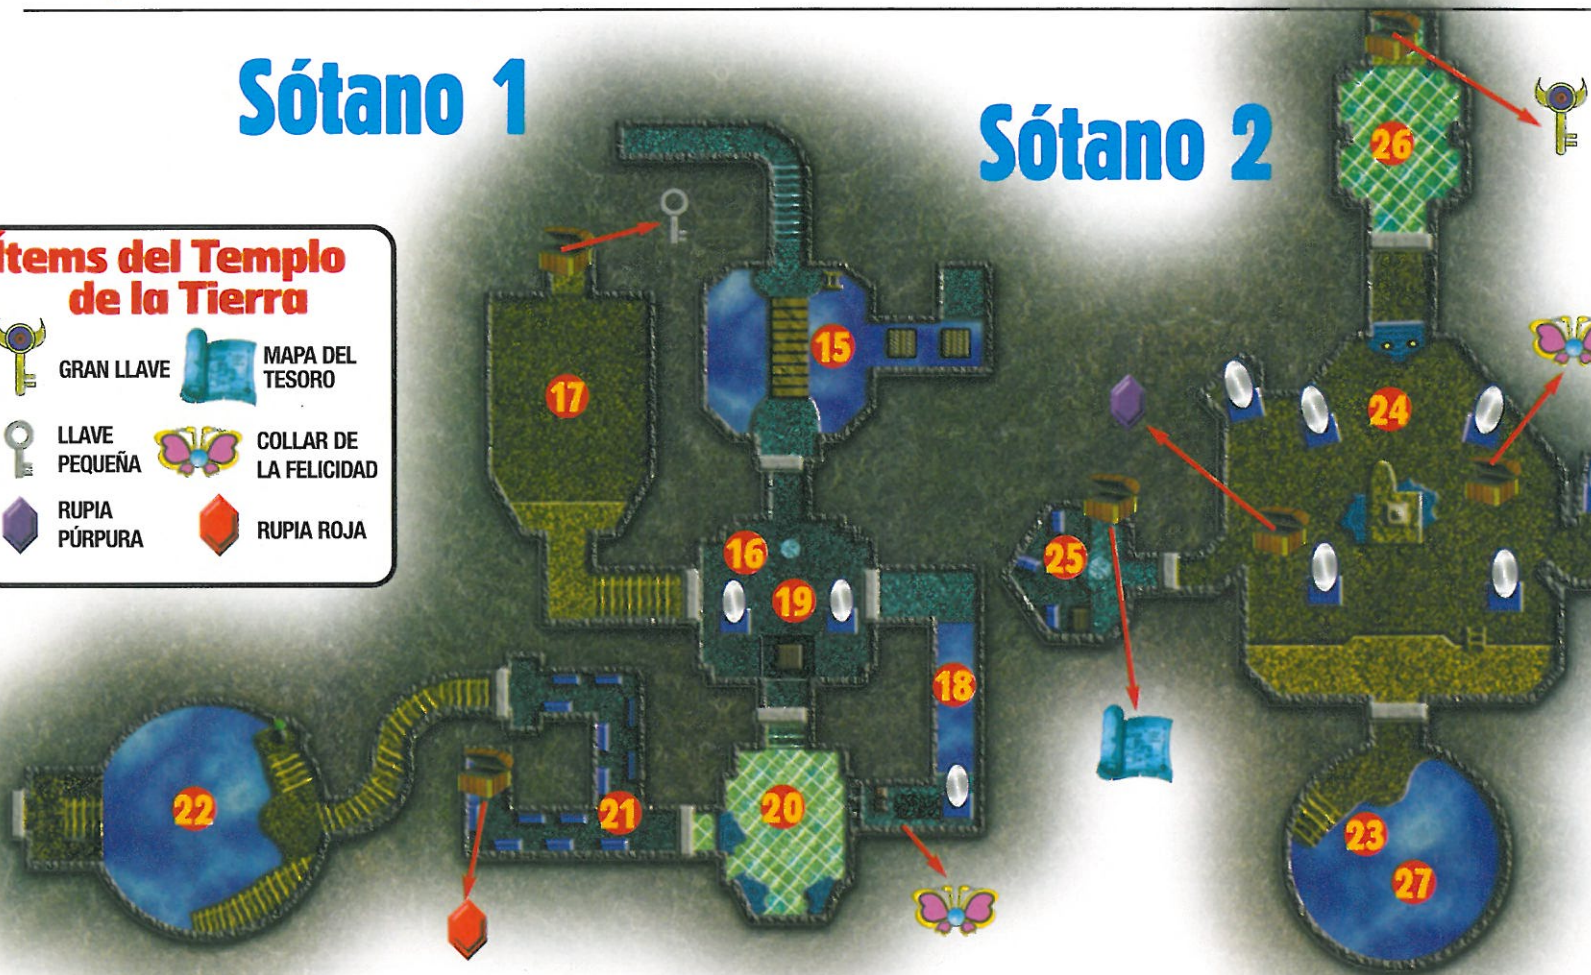 Sótano 1
Sótano 2
Ítems del Templo
de la Tierra
GRAN LLAVE
MAPA DEL
TESORO
LLAVE
PEQUEÑA
COLLAR DE
LA FELICIDAD
RUPIA
PÚRPURA
RUPIA ROJA
15
16
17
18
19
20
21
22
23
24
25
26
27